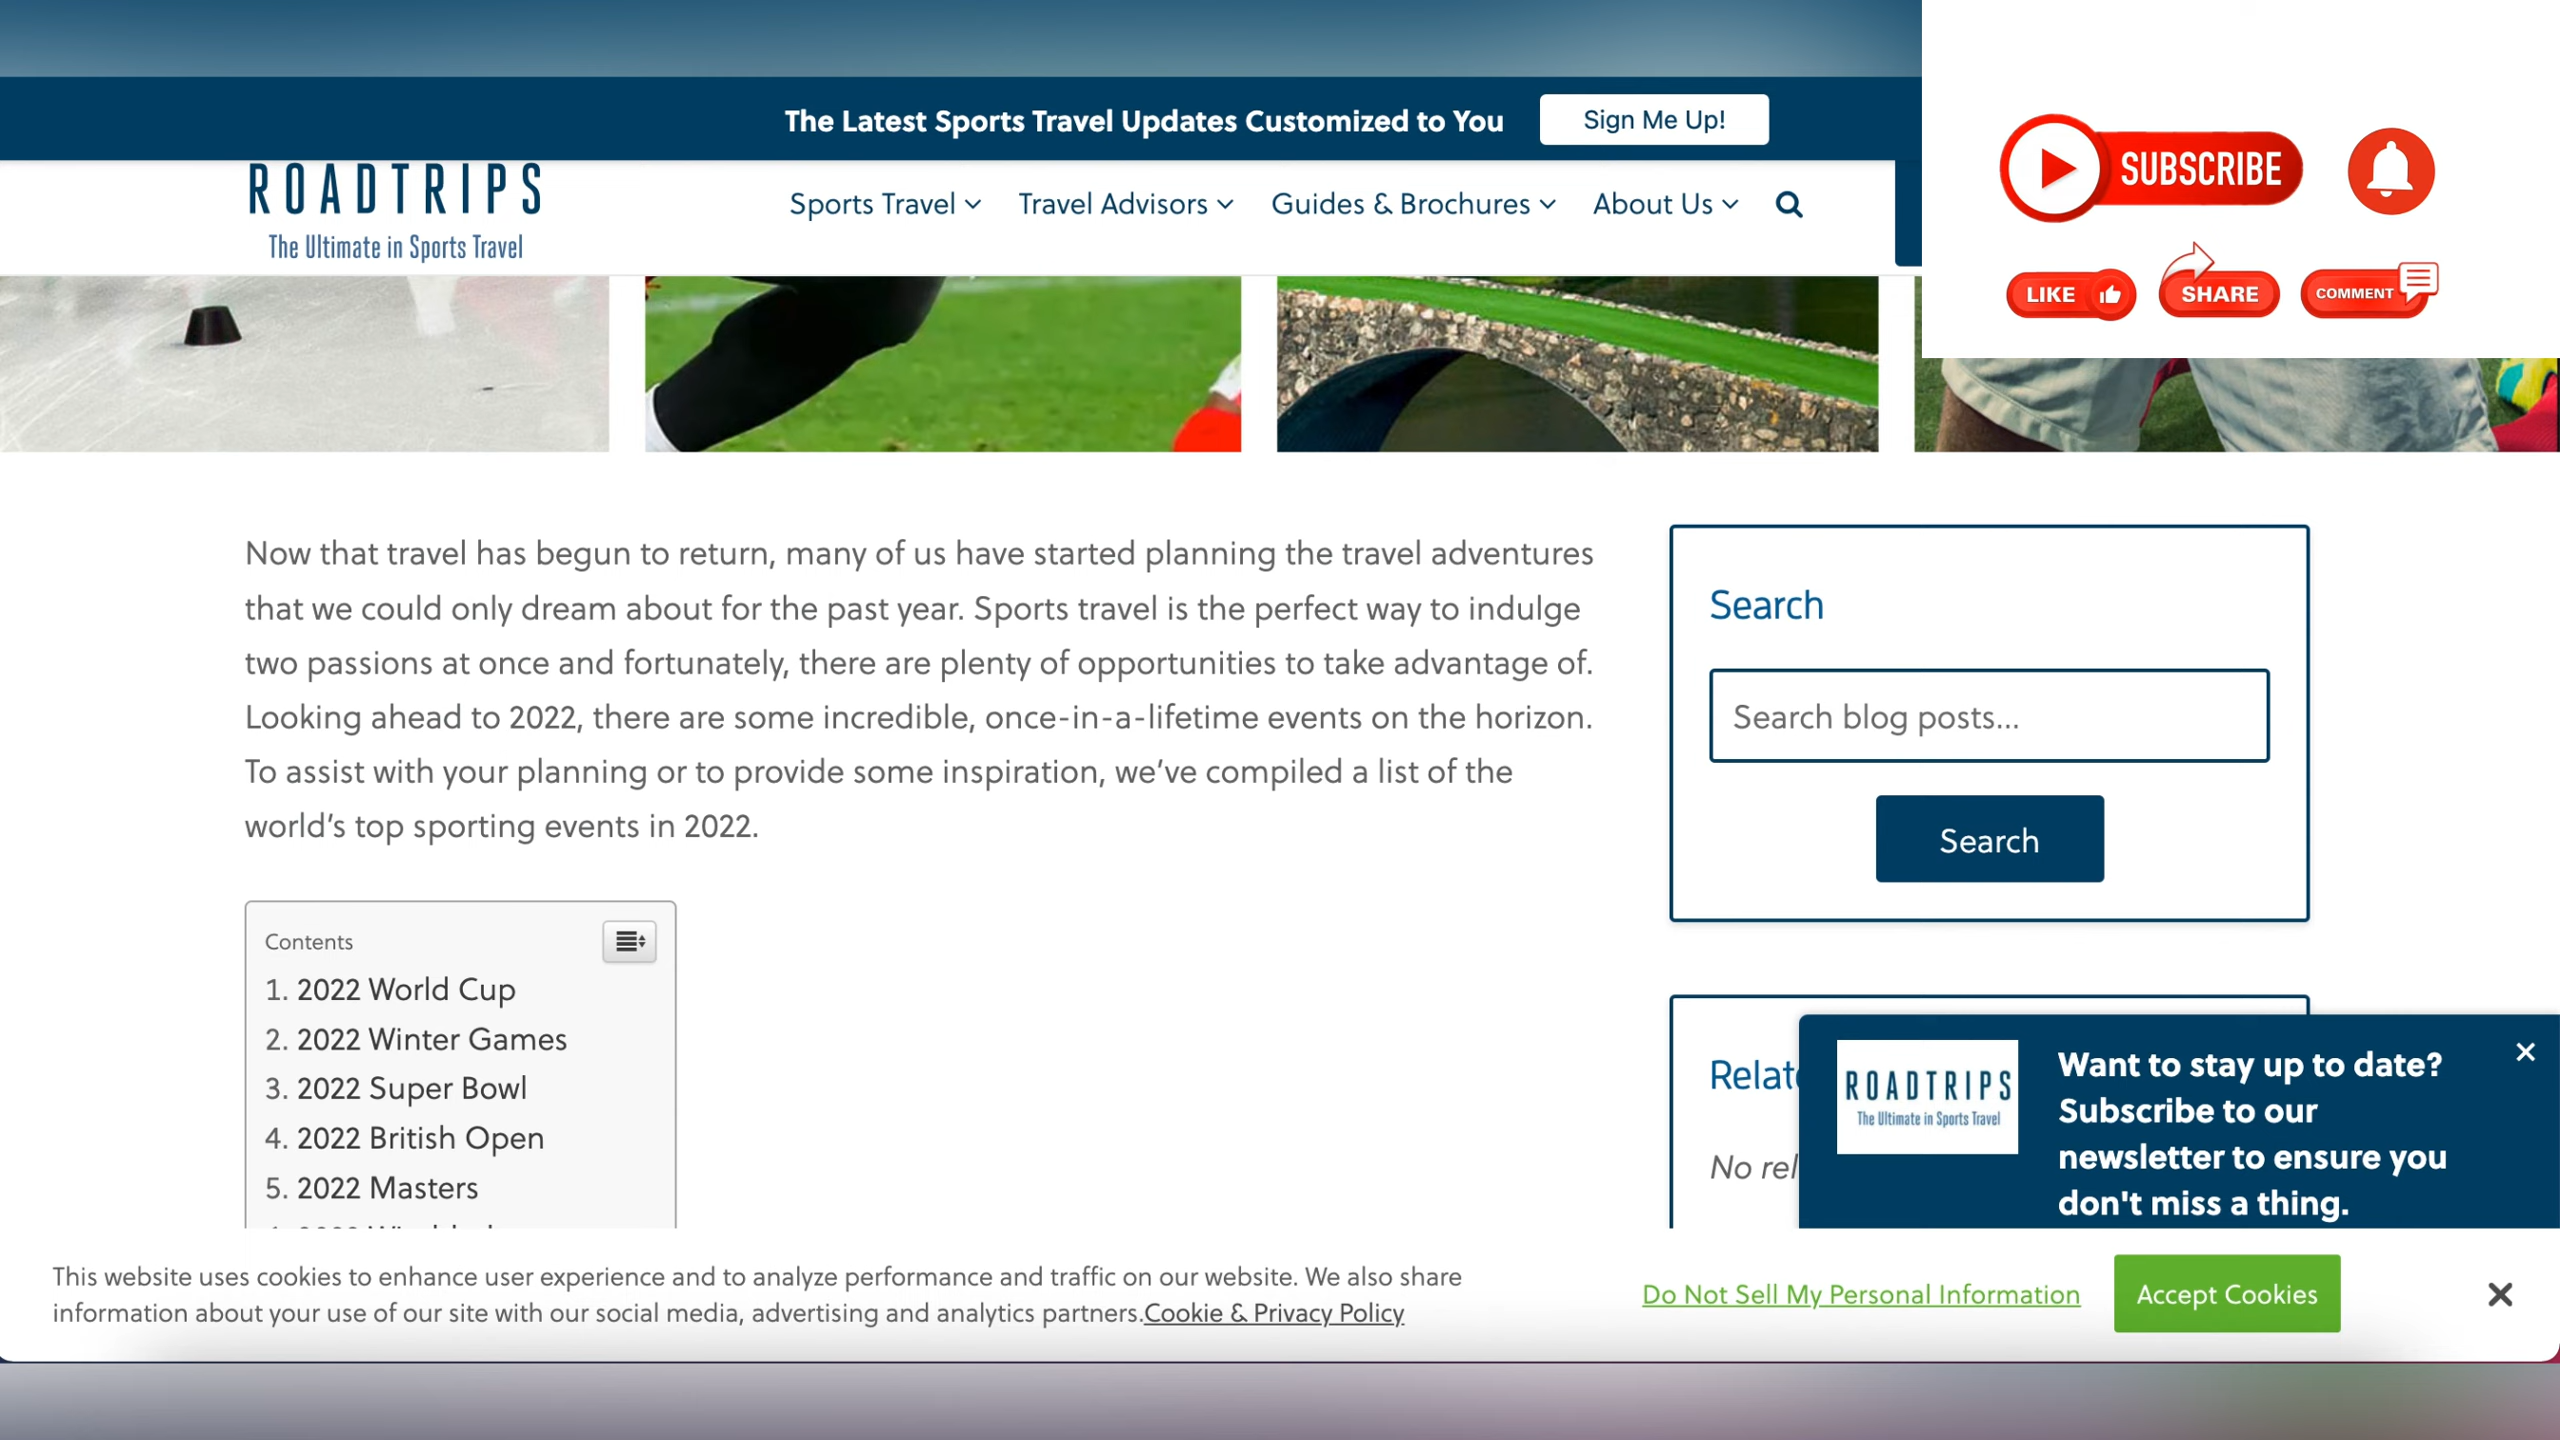 The Latest Sports Travel Updates Customized to You
Sign Me Up!
SUBSCRIBE
ROADTRIPS
The Ultimate in Sports Travel
Sports Travel
Travel Advisors
Guides & Brochures
About Us
LIKE
SHARE
COMMENT
Now that travel has begun to return, many of us have started planning the travel adventures
that we could only dream about for the past year. Sports travel is the perfect way to indulge
two passions at once and fortunately, there are plenty of opportunities to take advantage of.
Looking ahead to 2022, there are some incredible, once-in-a-lifetime events on the horizon.
To assist with your planning or to provide some inspiration, we’ve compiled a list of the
world’s top sporting events in 2022.
Search
Search blog posts...
Search
Contents
1. 2022 World Cup
2. 2022 Winter Games
3. 2022 Super Bowl
4. 2022 British Open
5. 2022 Masters
No
ROADTRIPS
The Ultimate in Sports Travel
Want to stay up to date?
Subscribe to our
newsletter to ensure you
don't miss a thing.
This website uses cookies to enhance user experience and to analyze performance and traffic on our website. We also share
information about your use of our site with our social media, advertising and analytics partners.Cookie & Privacy Policy
Do Not Sell My Personal Information
Accept Cookies